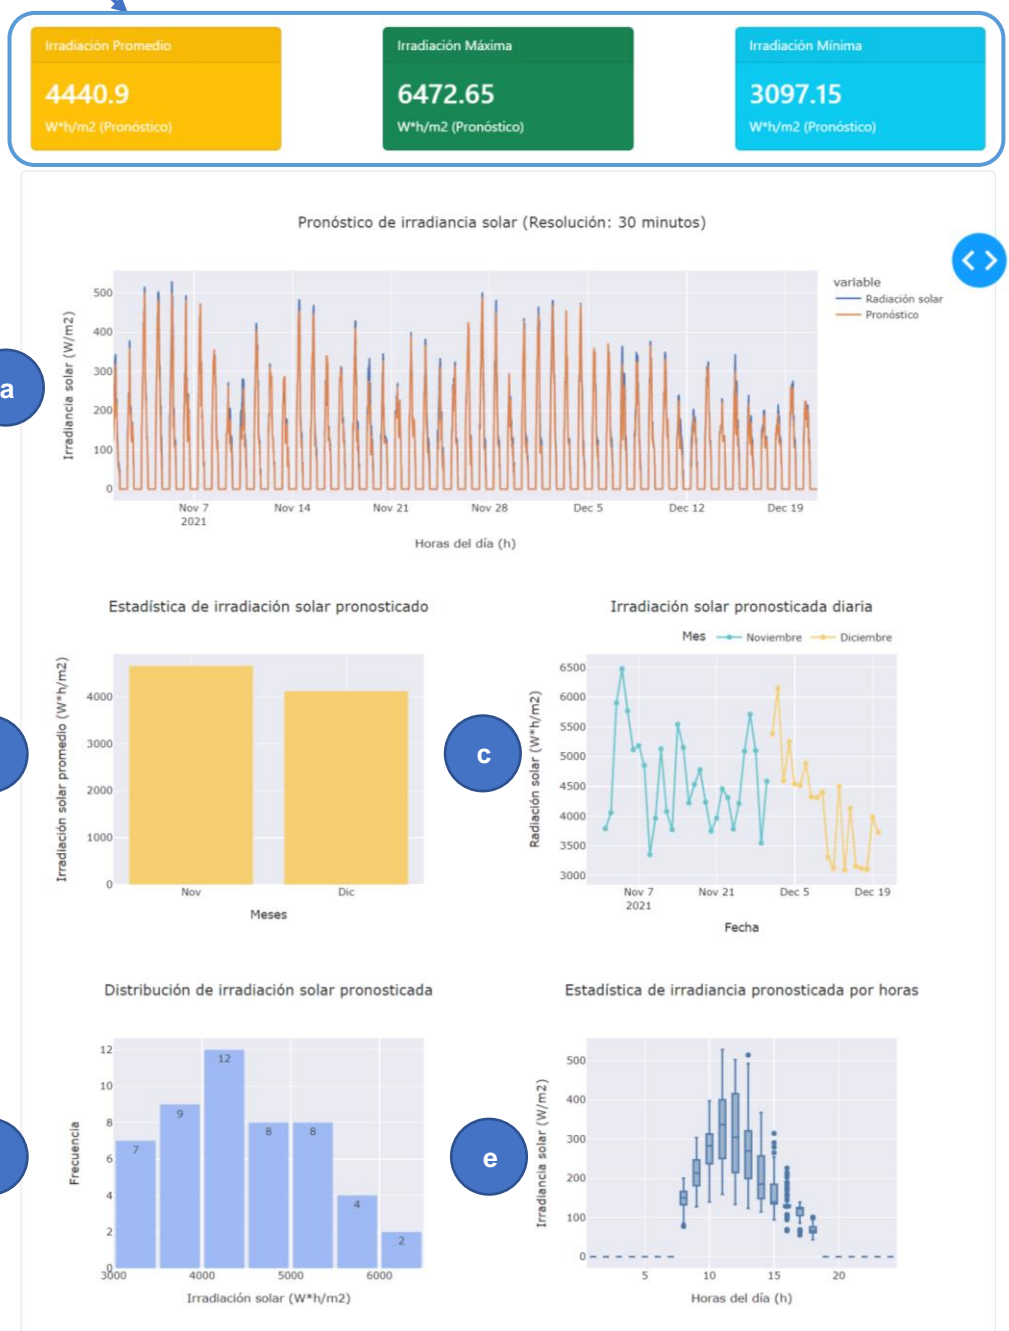 Irradiación Promedio
4440.9
W*h/m2 (Pronóstico)
Irradiación Máxima
6472.65
W*h/m2 (Pronóstico)
Irradiación Mínima
3097.15
W*h/m2 (Pronóstico)
Pronóstico de irradiancia solar (Resolución: 30 minutos)
variable
Radiación solar
Pronóstico
a
Irradiancia solar (W/m2)
500
400
300
200
100
0
Nov 7
2021
Nov 14
Nov 21
Nov 28
Dec 5
Dec 12
Dec 19
Horas del día (h)
Estadística de irradiación solar pronosticado
Irradiación solar promedio (W*h/m2)
4000
3000
2000
1000
0
Nov
Dic
Meses
Irradiación solar pronosticada diaria
Mes
Noviembre
Diciembre
c
Radiación solar (W*h/m2)
6500
6000
5500
5000
4500
4000
3500
3000
Nov 7
2021
Nov 21
Dec 5
Dec 19
Fecha
Distribución de irradiación solar pronosticada
Frecuencia
12
10
8
6
4
2
0
7
9
12
8
8
4
2
3000
4000
5000
6000
Irradiación solar (W*h/m2)
Estadística de irradiancia pronosticada por horas
e
Irradiancia solar (W/m2)
500
400
300
200
100
0
5
10
15
20
Horas del día (h)